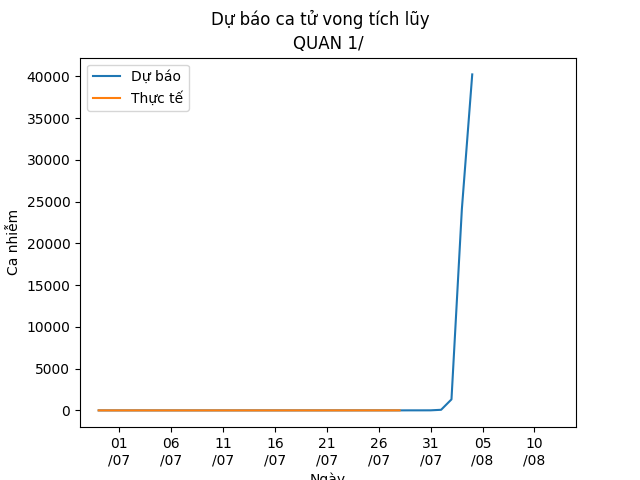 Dự báo ca tử vong tích lũy
QUAN 1/
Dự báo
Thực tế
Ca nhiễm
40000
35000
30000
25000
20000
15000
10000
5000
0
01 06 11 16 21 26 31 05 10
/07 /07 /07 /07 /07 /07 /07 /08 /08
Ngày